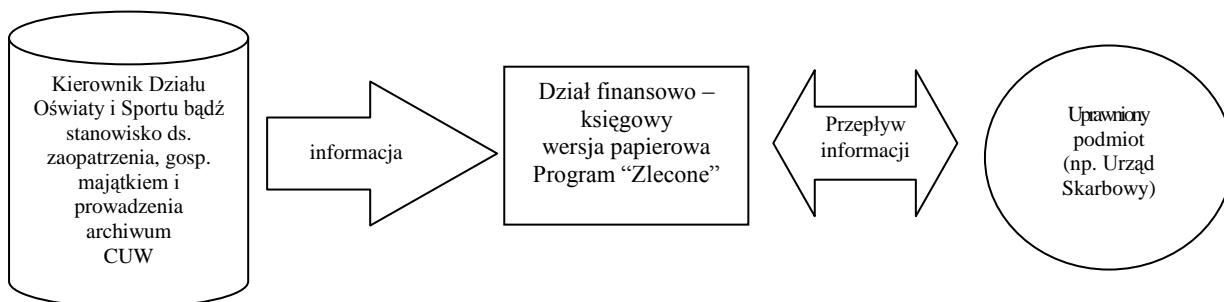 Kierownik Działu
Oświaty i Sportu bądź
stanowisko ds.
zaopatrzenia, gosp.
majątkiem i
prowadzenia
archiwum
CUW
informacja
Dział finansowo –
księgowy
wersja papierowa
Program “Zlecone”
Przepływ
informacji
Uprawniony
podmiot
(np. Urząd
Skarbowy)